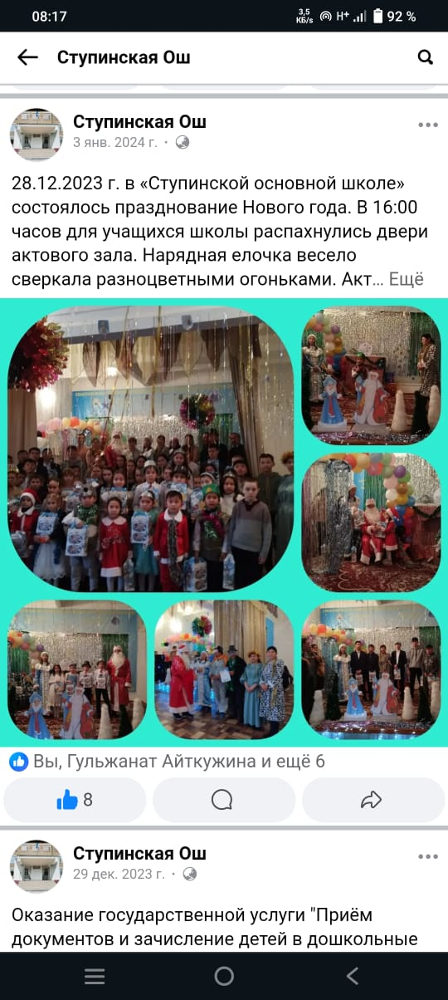 08:17
3,5 КБ/s H+ 92 %
Ступинская Ош
Ступинская Ош
3 янв. 2024 г. ·
28.12.2023 г. в «Ступинской основной школе»
состоялось празднование Нового года. В 16:00
часов для учащихся школы распахнулись двери
актового зала. Нарядная елочка весело
сверкала разноцветными огоньками. Акт... Ещё
Вы, Гульжанат Айткужина и ещё 6
8
Ступинская Ош
29 дек. 2023 г. ·
Оказание государственной услуги "Приём
документов и зачисление детей в дошкольные